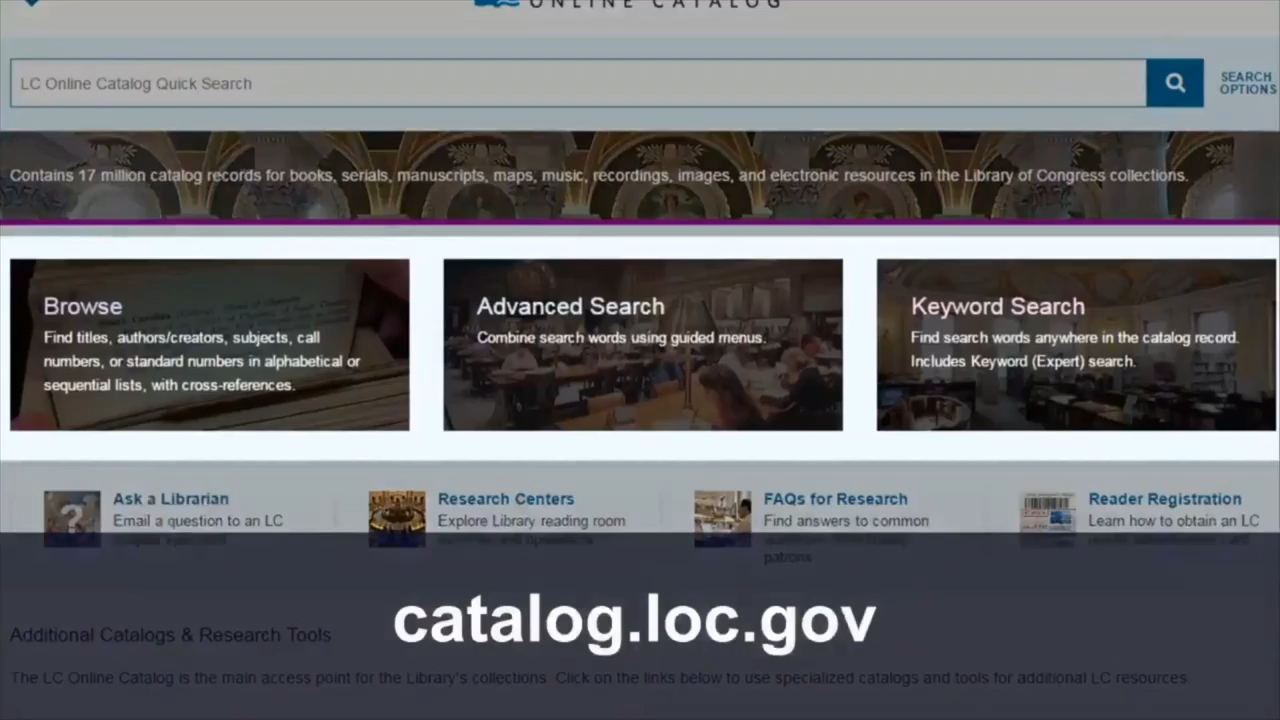 ONLINE CATALOG
LC Online Catalog Quick Search
SEARCH
OPTIONS
Contains 17 million catalog records for books, serials, manuscripts, maps, music, recordings, images, and electronic resources in the Library of Congress collections.
Browse
Find titles, authors/creators, subjects, call
numbers, or standard numbers in alphabetical or
sequential lists, with cross-references.
Advanced Search
Combine search words using guided menus.
Keyword Search
Find search words anywhere in the catalog record.
Includes Keyword (Expert) search.
Ask a Librarian
Email a question to an LC
Research Centers
Explore Library reading room
FAQs for Research
Find answers to common
patrons
Reader Registration
Learn how to obtain an LC
catalog.loc.gov
Additional Catalogs & Research Tools
The LC Online Catalog is the main access point for the Library's collections. Click on the links below to use specialized catalogs and tools for additional LC resources.